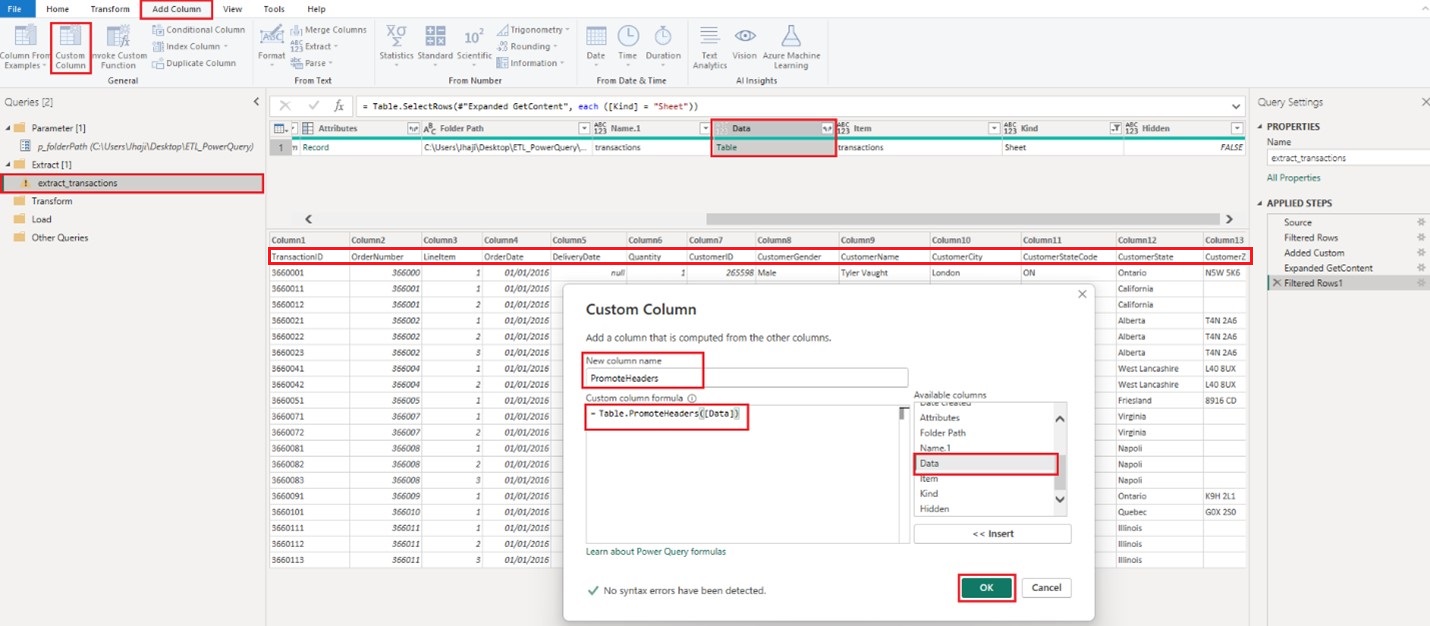 File Home Transform Add Column View Tools Help
Column From Examples
Custom Column
Invoke Custom Function
Conditional Column
Index Column
Duplicate Column
General
Format
Merge Columns
Extract
Parse
From Text
Statistics
Standard
Scientific
Trigonometry
Rounding
Information
From Number
Date
Time
Duration
From Date & Time
Text Analytics
Vision
Azure Machine Learning
AI Insights
Queries [2]
Parameter [1]
p_folderPath (C:\Users\Jhaji\Desktop\ETL_PowerQuery)
Extract [1]
extract_transactions
Transform
Load
Other Queries
fx = Table.SelectRows(#"Expanded GetContent", each ([Kind] = "Sheet"))
Attributes Folder Path Name.1 Data Item Kind Hidden
1 Record C:\Users\Jhaji\Desktop\ETL_PowerQuery\... transactions Table transactions Sheet FALSE
Column1 Column2 Column3 Column4 Column5 Column6 Column7 Column8 Column9 Column10 Column11 Column12 Column13
TransactionID OrderNumber LineItem OrderDate DeliveryDate Quantity CustomerID CustomerGender CustomerName CustomerCity CustomerStateCode CustomerState CustomerZ
3660001 366000 1 01/01/2016 null 1 265598 Male Tyler Vaught London ON Ontario N5W 5K6
3660011 366001 1 01/01/2016 California
3660012 366001 2 01/01/2016 California
3660021 366002 1 01/01/2016 Alberta T4N 2A6
3660022 366002 2 01/01/2016 Alberta T4N 2A6
3660023 366002 3 01/01/2016 Alberta T4N 2A6
3660041 366004 1 01/01/2016 West Lancashire L40 8UX
3660042 366004 2 01/01/2016 West Lancashire L40 8UX
3660051 366005 1 01/01/2016 Friesland 8916 CD
3660071 366007 1 01/01/2016 Virginia
3660072 366007 2 01/01/2016 Virginia
3660081 366008 1 01/01/2016 Napoli
3660082 366008 2 01/01/2016 Napoli
3660083 366008 3 01/01/2016 Napoli
3660091 366009 1 01/01/2016 Ontario K9H 2L1
3660101 366010 1 01/01/2016 Quebec G0X 2S0
3660111 366011 1 01/01/2016 Illinois
3660112 366011 2 01/01/2016 Illinois
3660113 366011 3 01/01/2016 Illinois
Custom Column
Add a column that is computed from the other columns.
New column name
PromoteHeaders
Custom column formula
= Table.PromoteHeaders([Data])
Available columns
Date created
Attributes
Folder Path
Name.1
Data
Item
Kind
Hidden
<< Insert
Learn about Power Query formulas
No syntax errors have been detected.
OK Cancel
Query Settings
PROPERTIES
Name
extract_transactions
All Properties
APPLIED STEPS
Source
Filtered Rows
Added Custom
Expanded GetContent
Filtered Rows1